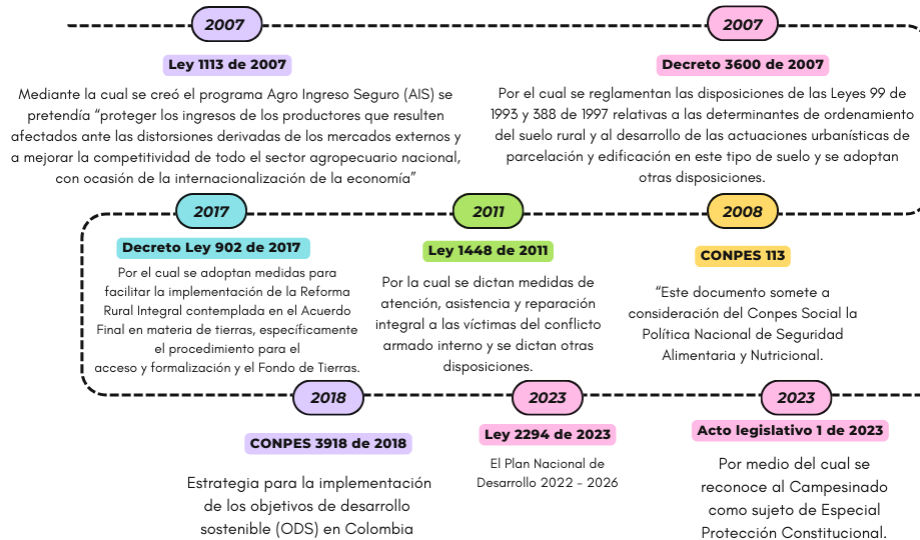 2007
Ley 1113 de 2007
Mediante la cual se creó el programa Agro Ingreso Seguro (AIS) se
pretendía “proteger los ingresos de los productores que resulten
afectados ante las distorsiones derivadas de los mercados externos y
a mejorar la competitividad de todo el sector agropecuario nacional,
con ocasión de la internacionalización de la economía”
2007
Decreto 3600 de 2007
Por el cual se reglamentan las disposiciones de las Leyes 99 de
1993 y 388 de 1997 relativas a las determinantes de ordenamiento
del suelo rural y al desarrollo de las actuaciones urbanísticas de
parcelación y edificación en este tipo de suelo y se adoptan
otras disposiciones.
2017
Decreto Ley 902 de 2017
Por el cual se adoptan medidas para
facilitar la implementación de la Reforma
Rural Integral contemplada en el Acuerdo
Final en materia de tierras, específicamente
el procedimiento para el
acceso y formalización y el Fondo de Tierras.
2011
Ley 1448 de 2011
Por la cual se dictan medidas de
atención, asistencia y reparación
integral a las víctimas del conflicto
armado interno y se dictan otras
disposiciones.
2008
CONPES 113
“Este documento somete a
consideración del Conpes Social la
Política Nacional de Seguridad
Alimentaria y Nutricional.
2018
CONPES 3918 de 2018
Estrategia para la implementación
de los objetivos de desarrollo
sostenible (ODS) en Colombia
2023
Ley 2294 de 2023
El Plan Nacional de
Desarrollo 2022 - 2026
2023
Acto legislativo 1 de 2023
Por medio del cual se
reconoce al Campesinado
como sujeto de Especial
Protección Constitucional.